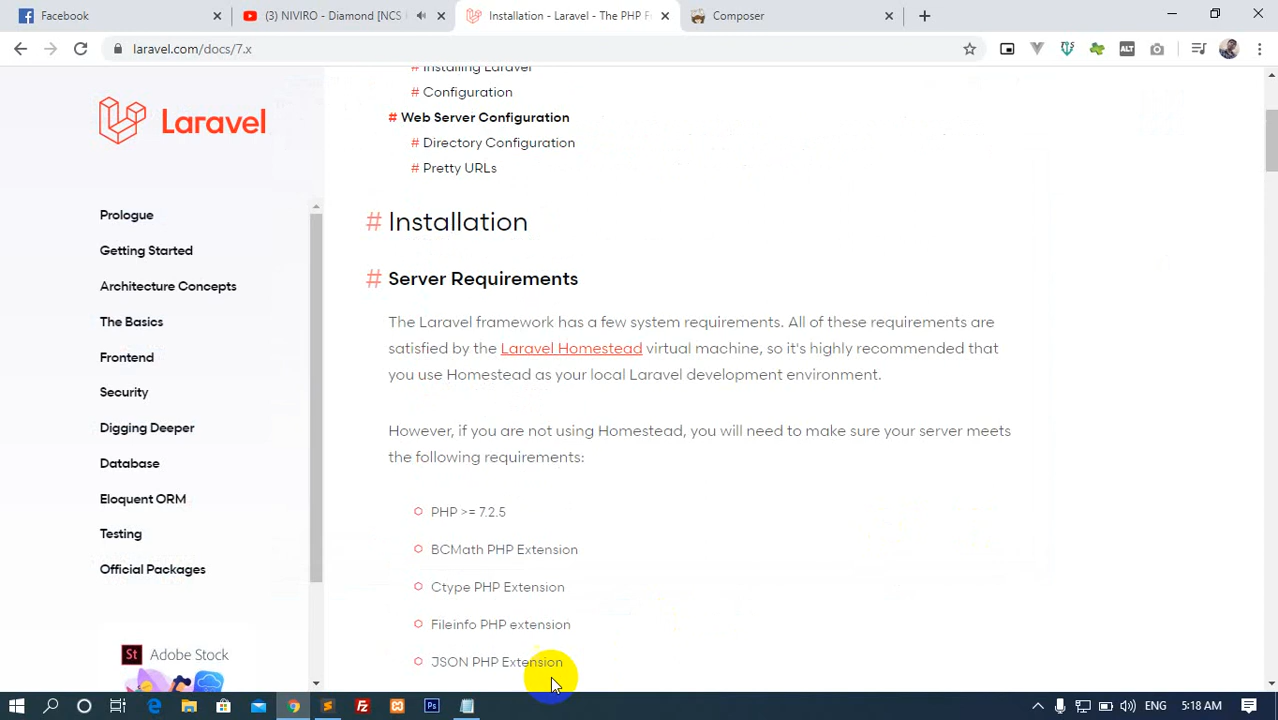 Facebook
(3) NIVIRO - Diamond [NCS
Installation - Laravel - The PHP F
Composer
laravel.com/docs/7.x
ALT
Laravel
Prologue
Getting Started
Architecture Concepts
The Basics
Frontend
Security
Digging Deeper
Database
Eloquent ORM
Testing
Official Packages
St Adobe Stock
# Installing Laravel
# Configuration
# Web Server Configuration
# Directory Configuration
# Pretty URLs
# Installation
# Server Requirements
The Laravel framework has a few system requirements. All of these requirements are
satisfied by the Laravel Homestead virtual machine, so it's highly recommended that
you use Homestead as your local Laravel development environment.
However, if you are not using Homestead, you will need to make sure your server meets
the following requirements:
PHP >= 7.2.5
BCMath PHP Extension
Ctype PHP Extension
Fileinfo PHP extension
JSON PHP Extension
Fz
Ps
5:18 AM